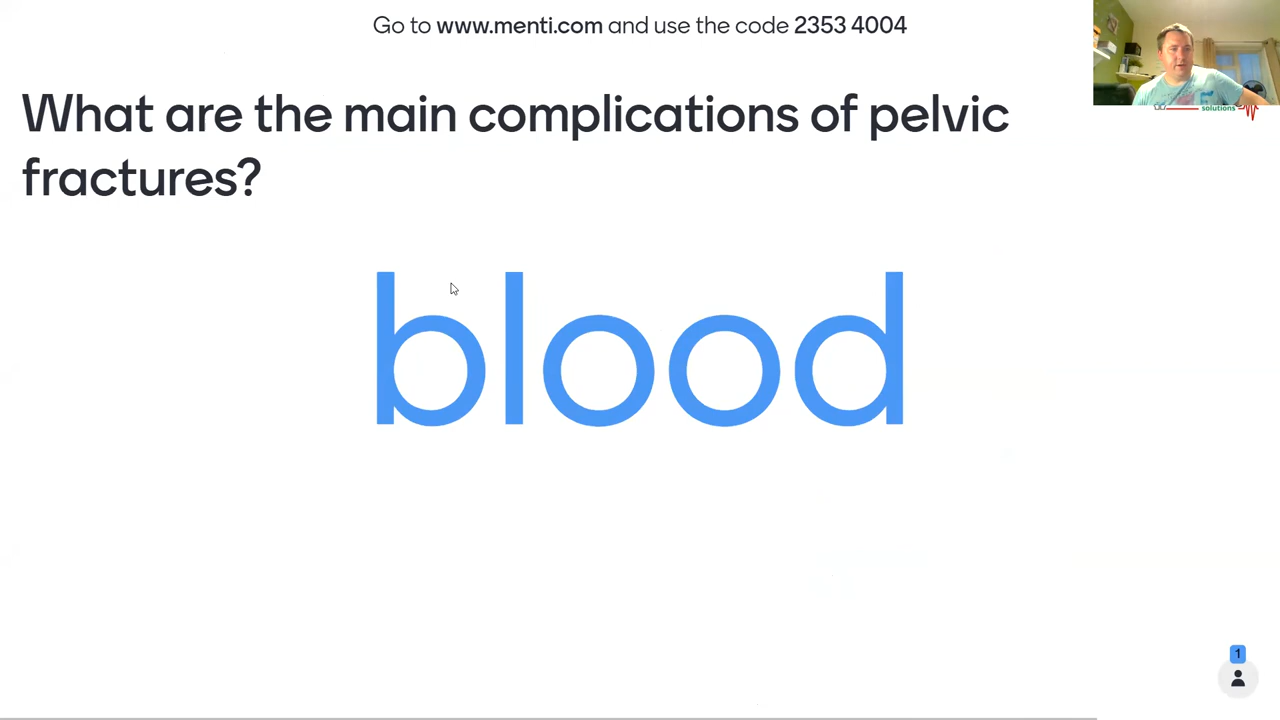 Go to www.menti.com and use the code 2353 4004
solutions
What are the main complications of pelvic
fractures?
blood
1